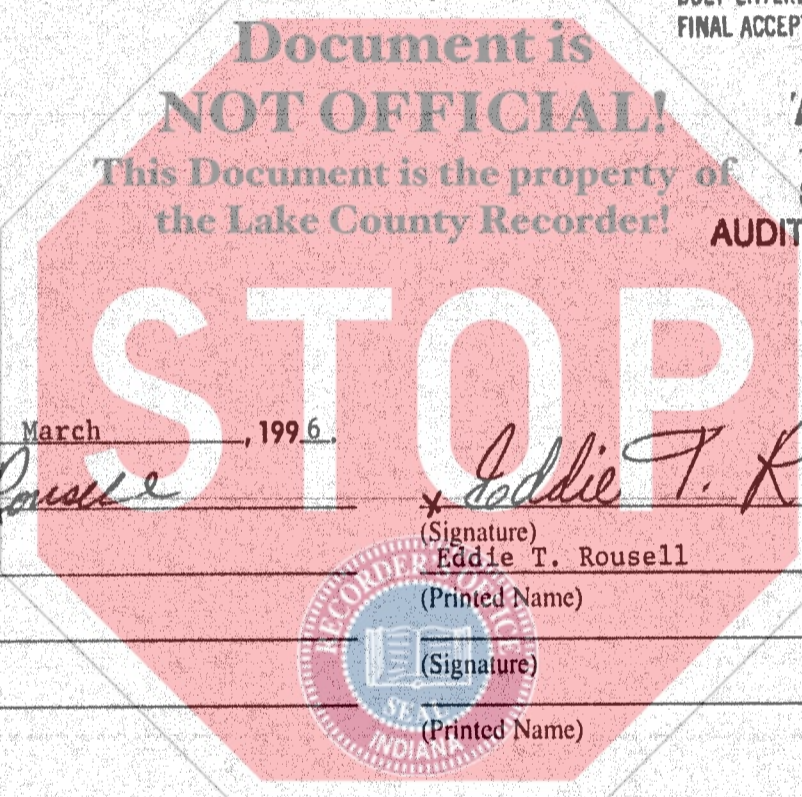 FINAL ACCEP
Document is
NOT OFFICIAL!
This Document is the property of
the Lake County Recorder!
AUDIT
STOP
March , 1996.
x Eddie T. R
(Signature)
Eddie T. Rousell
(Printed Name)
(Signature)
(Printed Name)
RECORDER'S OFFICE
SEAL
INDIANA